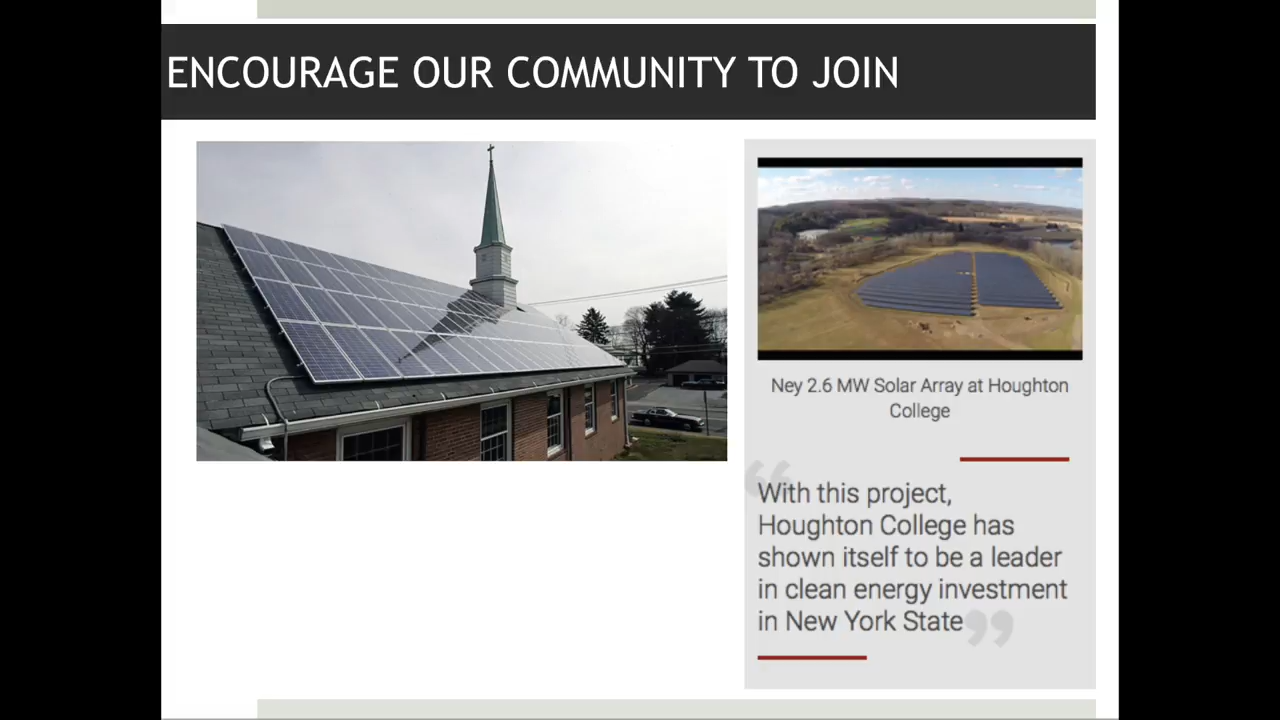 ENCOURAGE OUR COMMUNITY TO JOIN
Ney 2.6 MW Solar Array at Houghton
College
“With this project,
Houghton College has
shown itself to be a leader
in clean energy investment
in New York State”